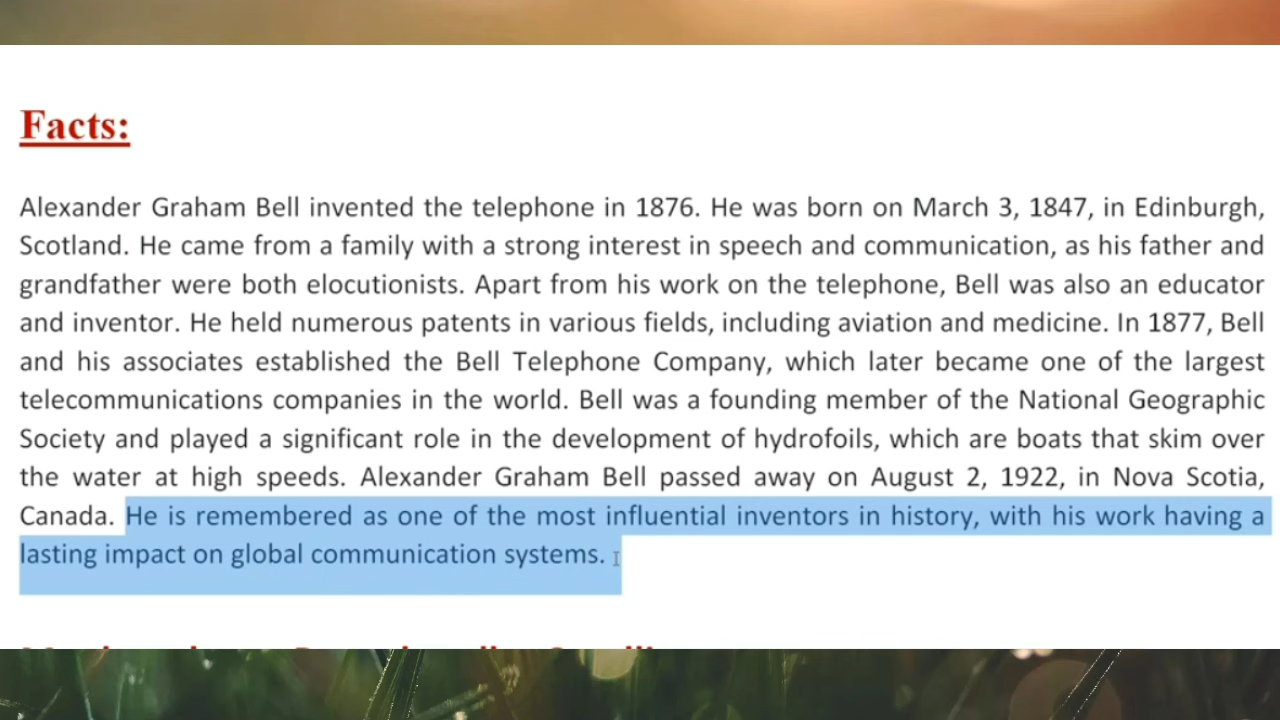 Facts:
Alexander Graham Bell invented the telephone in 1876. He was born on March 3, 1847, in Edinburgh,
Scotland. He came from a family with a strong interest in speech and communication, as his father and
grandfather were both elocutionists. Apart from his work on the telephone, Bell was also an educator
and inventor. He held numerous patents in various fields, including aviation and medicine. In 1877, Bell
and his associates established the Bell Telephone Company, which later became one of the largest
telecommunications companies in the world. Bell was a founding member of the National Geographic
Society and played a significant role in the development of hydrofoils, which are boats that skim over
the water at high speeds. Alexander Graham Bell passed away on August 2, 1922, in Nova Scotia,
Canada. He is remembered as one of the most influential inventors in history, with his work having a
lasting impact on global communication systems.